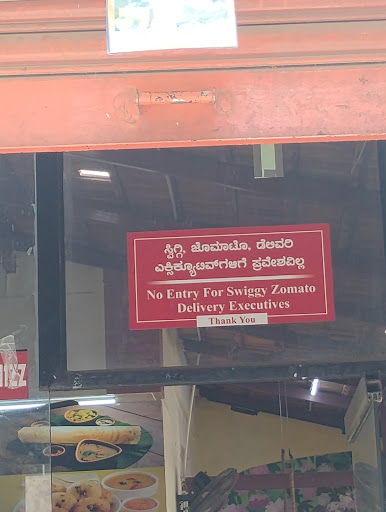 ಸ್ವಿಗ್ಗಿ, ಜೊಮಾಟೊ, ಡೆಲಿವರಿ
ಎಕ್ಸಿಕ್ಯೂಟಿವ್‌ಗಳಿಗೆ ಪ್ರವೇಶವಿಲ್ಲ
No Entry For Swiggy Zomato
Delivery Executives
Thank You